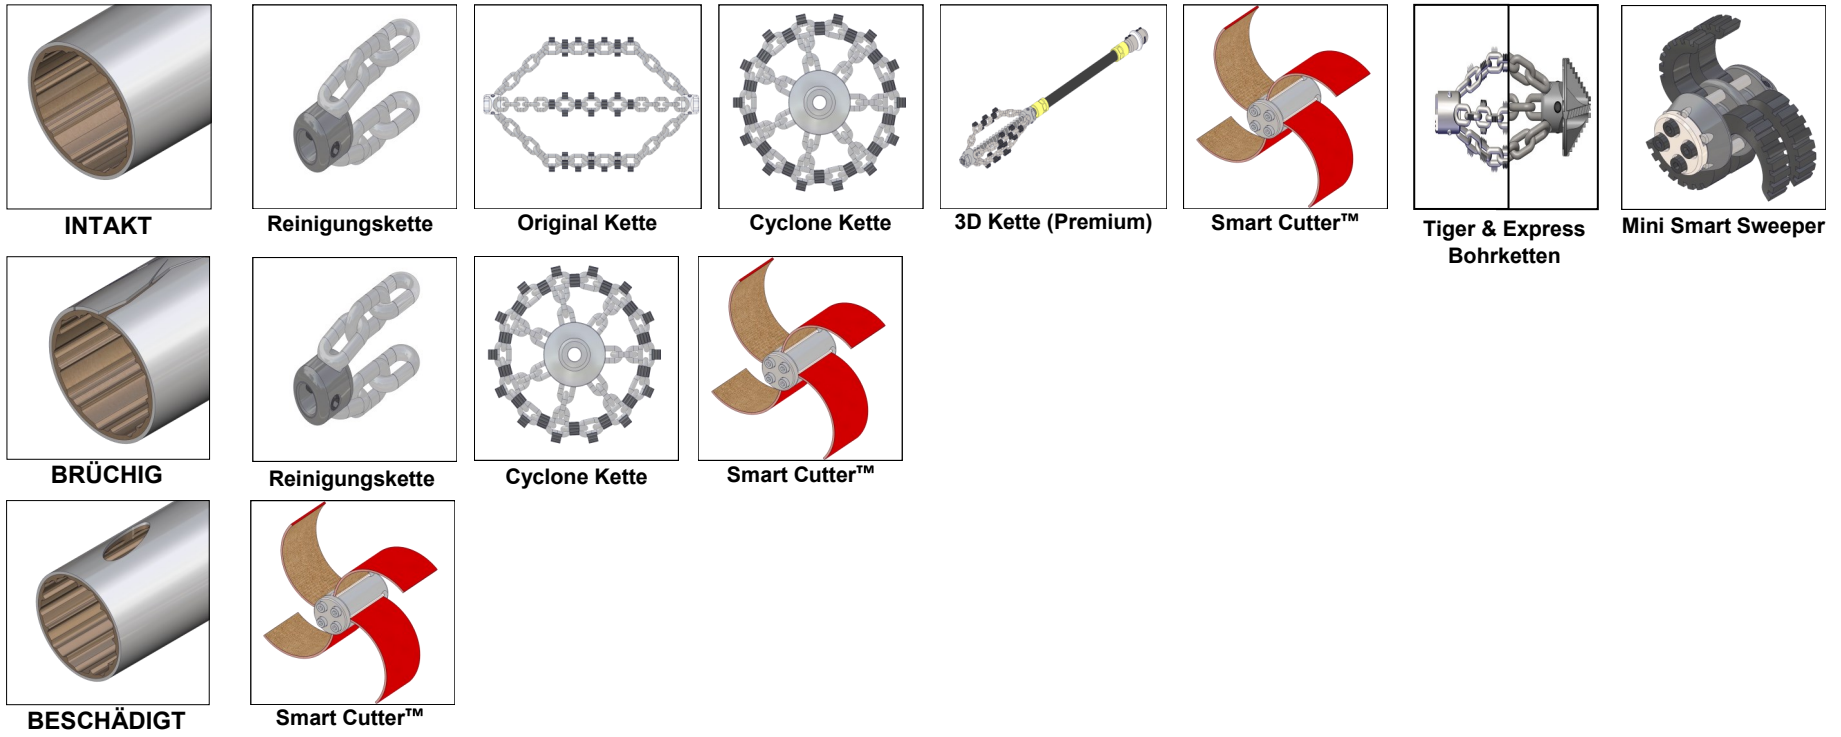 INTAKT
Reinigungskette
Original Kette
Cyclone Kette
3D Kette (Premium)
Smart Cutter™
Tiger & Express
Bohrketten
Mini Smart Sweeper
BRÜCHIG
Reinigungskette
Cyclone Kette
Smart Cutter™
BESCHÄDIGT
Smart Cutter™